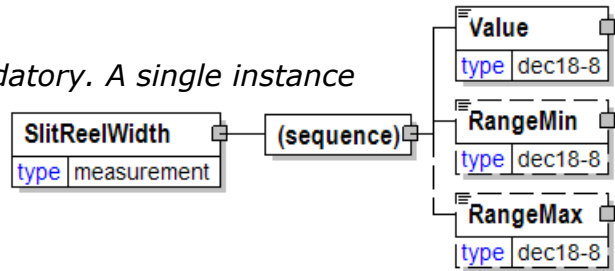 Value
type dec18-8
datory. A single instance
RangeMin
SlitReelWidth
(sequence)
type measurement
type dec18-8
RangeMax
type dec18-8